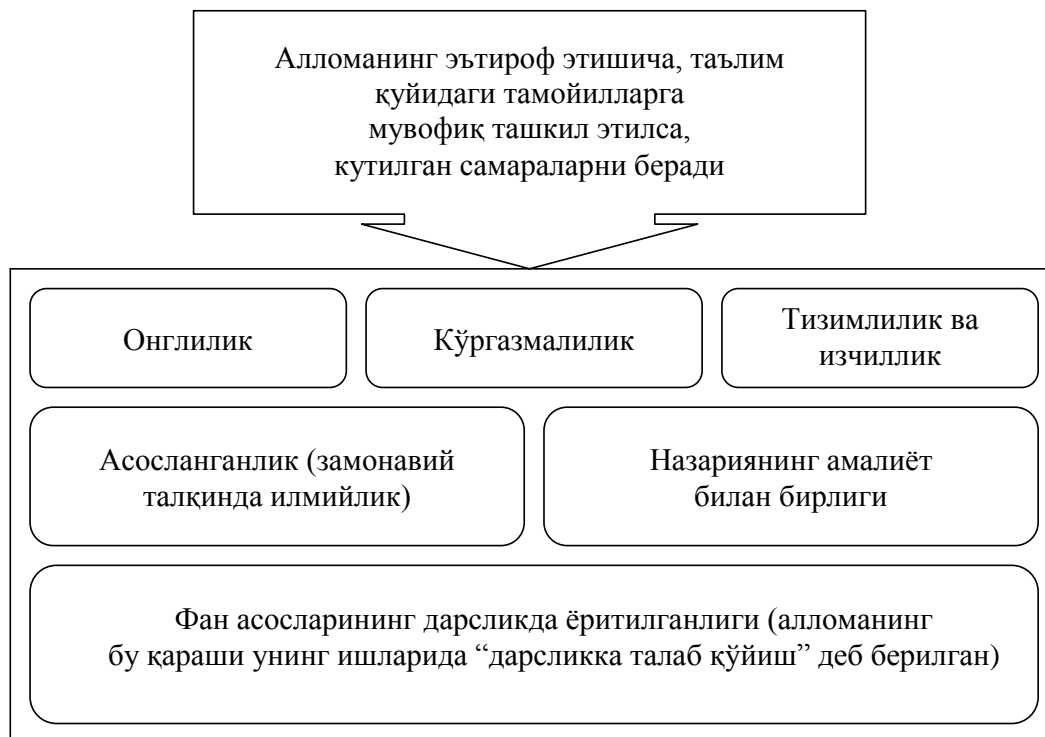 Алломанинг эътироф этишича, таълим
қуйидаги тамойилларга
мувофиқ ташкил этилса,
кутилган самараларни беради
Онглилик
Кўргазмалилик
Тизимлилик ва
изчиллик
Асосланганлик (замонавий
талқинда илмийлик)
Назариянинг амалиёт
билан бирлиги
Фан асосларининг дарсликда ёритилганлиги (алломанинг
бу қараши унинг ишларида “дарсликка талаб қўйиш” деб берилган)